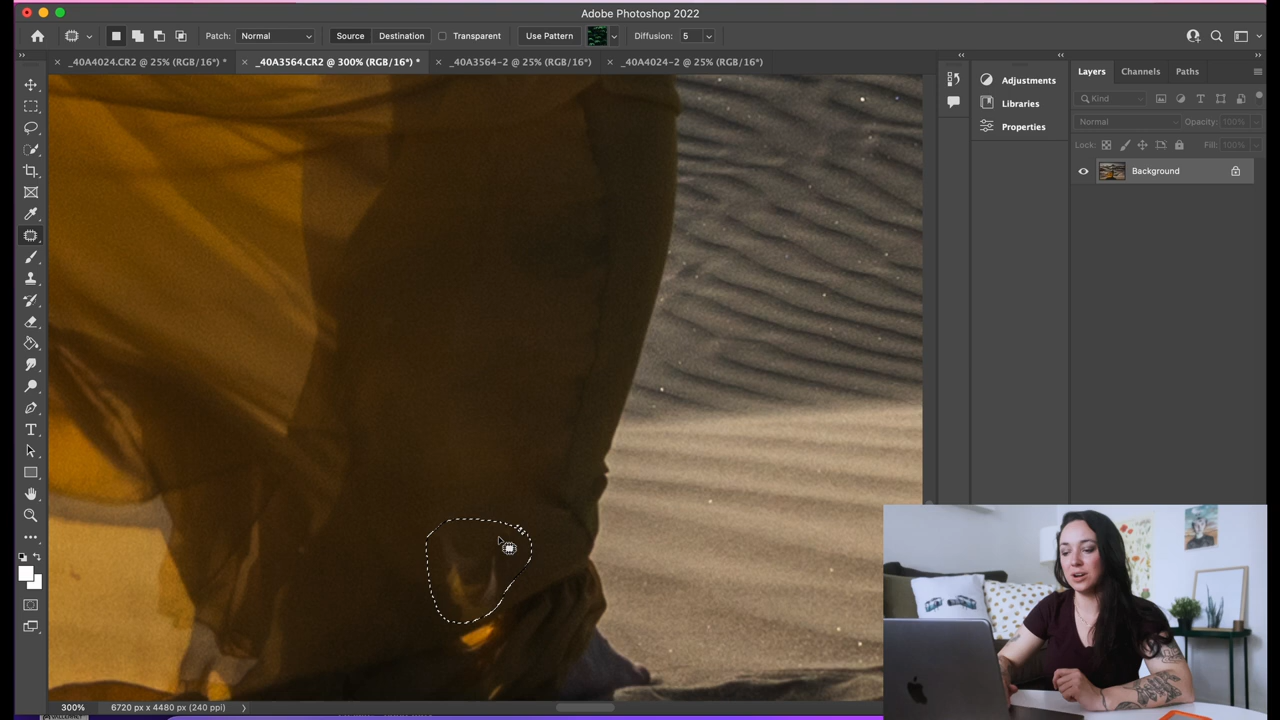 Adobe Photoshop 2022
Patch: Normal Source Destination Transparent Use Pattern Diffusion: 5
_40A4024.CR2 @ 25% (RGB/16*) * _40A3564.CR2 @ 300% (RGB/16*) * _40A3564-2 @ 25% (RGB/16*) _40A4024-2 @ 25% (RGB/16*)
Adjustments
Libraries
Properties
Layers Channels Paths
Kind
Normal Opacity: 100%
Lock: Fill: 100%
Background
300% 6720 px x 4480 px (240 ppi)